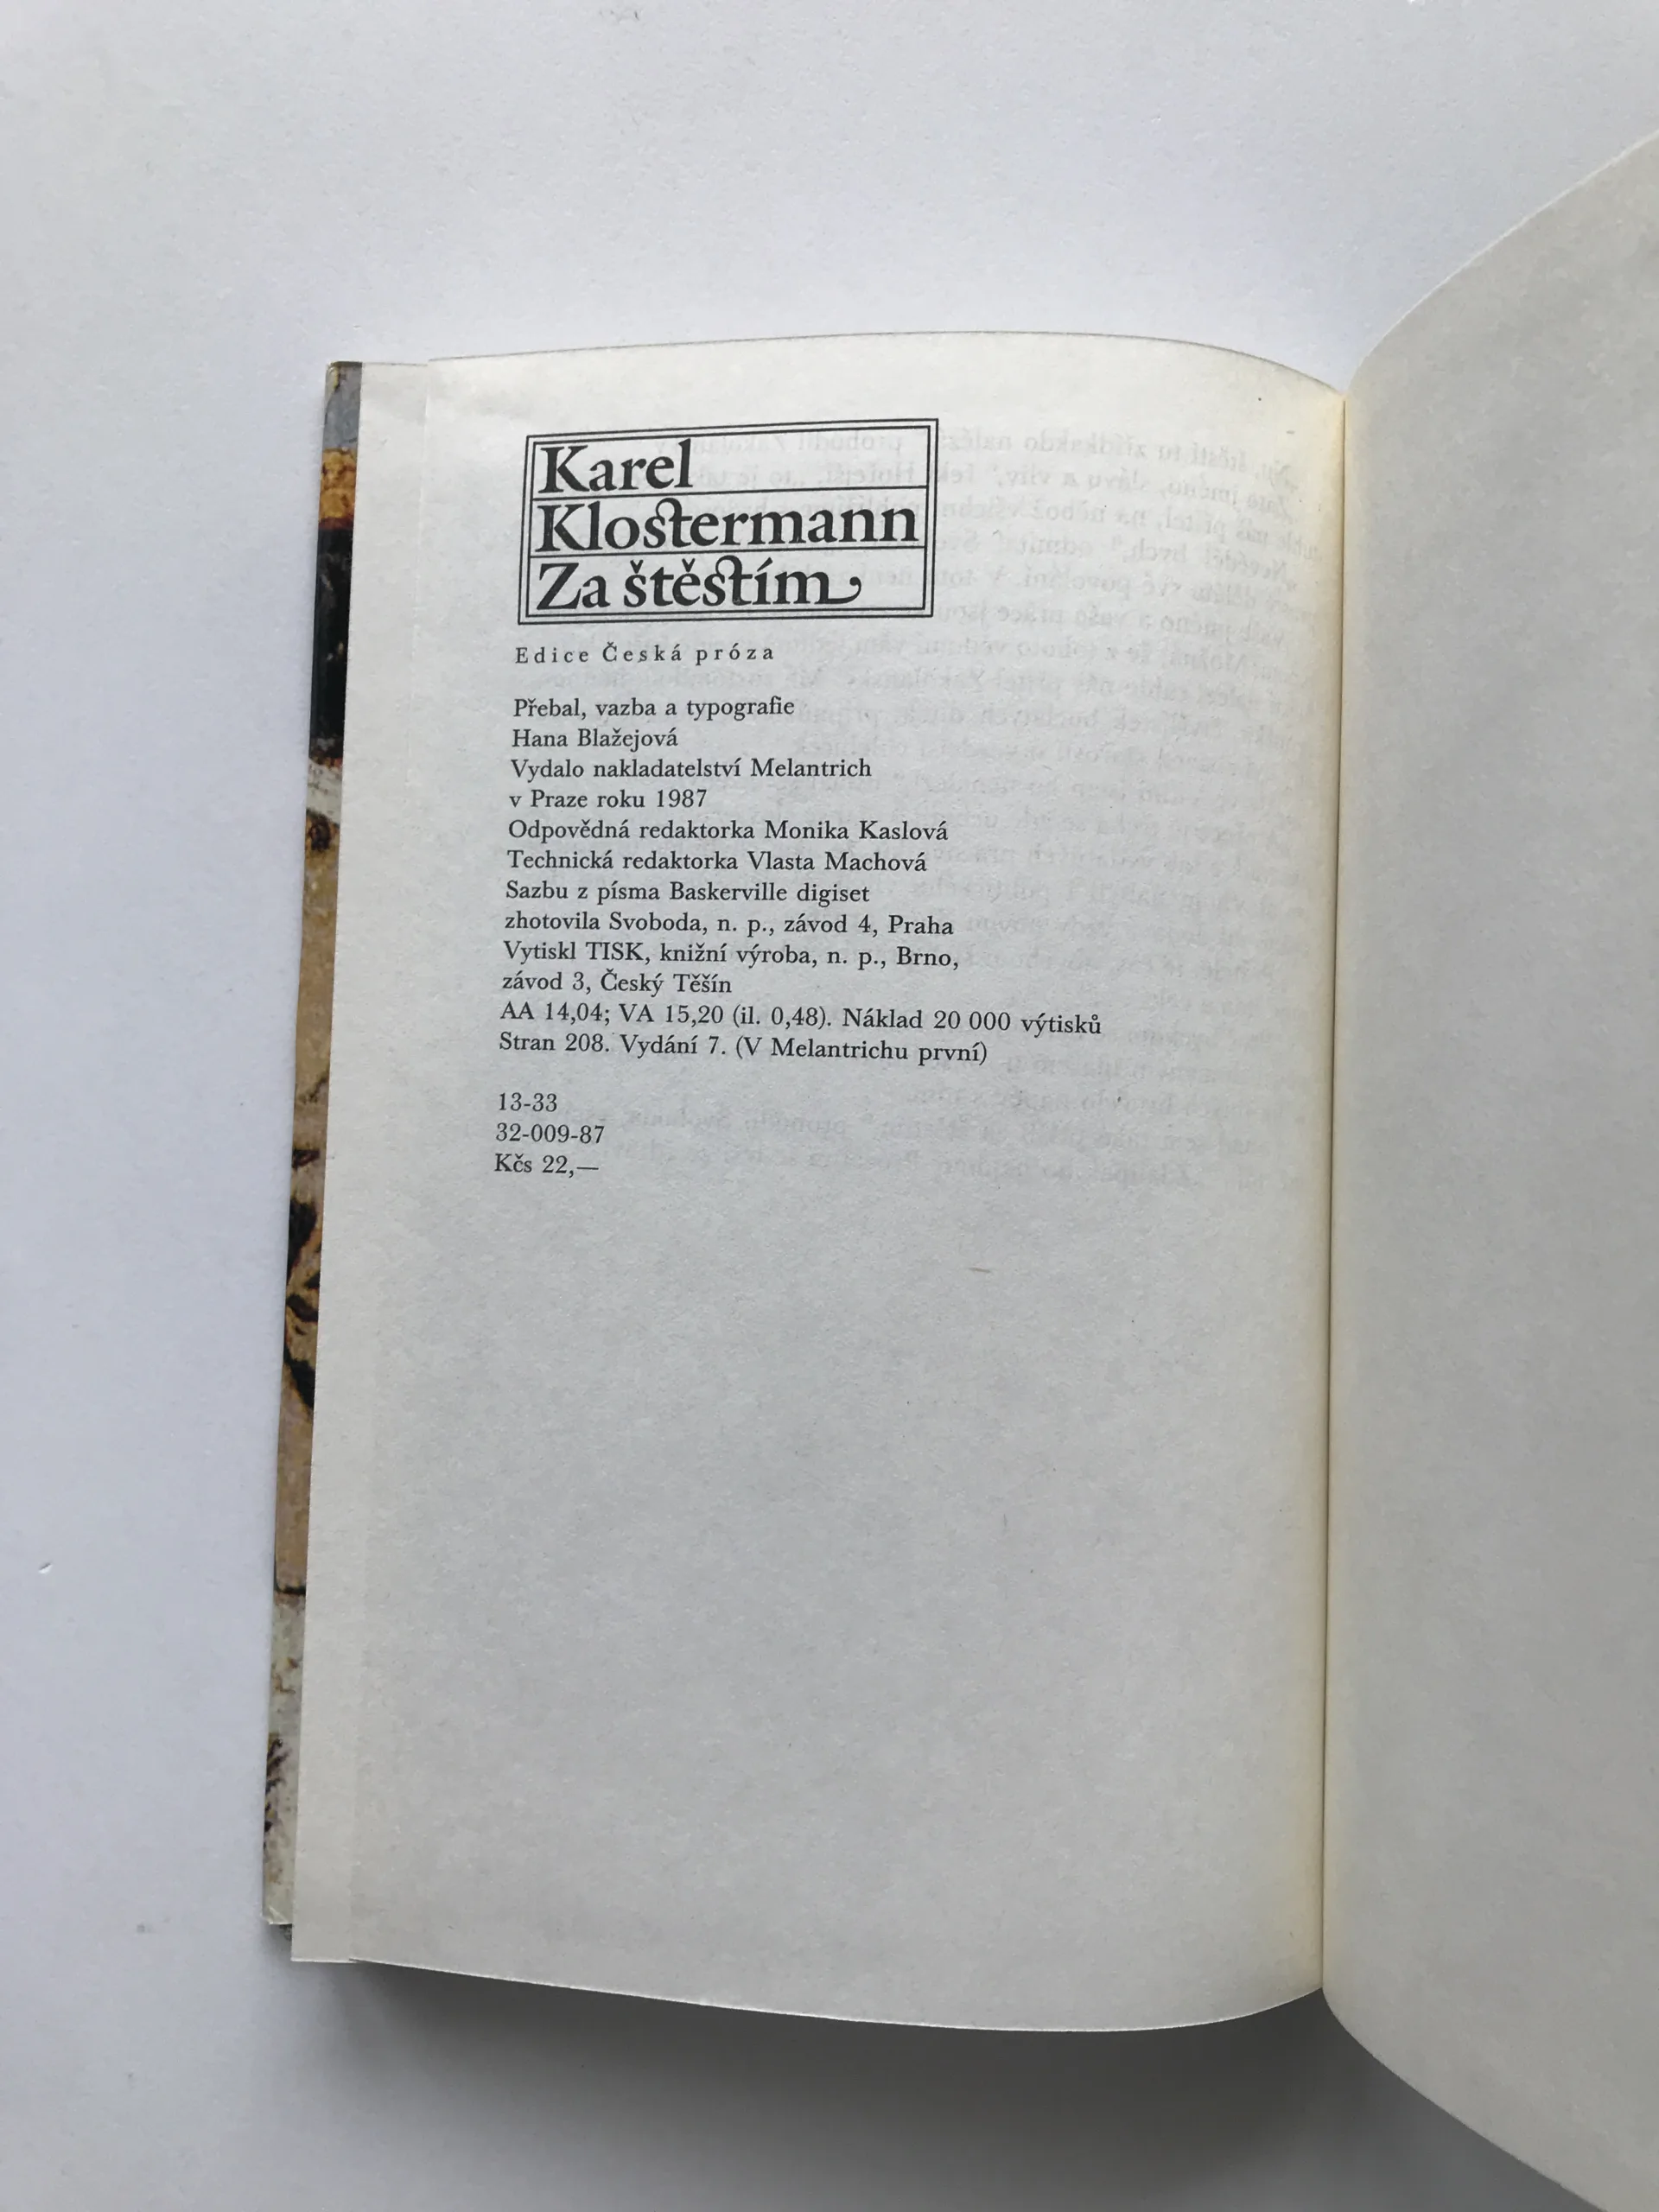 Karel
Klostermann
Za štěstím
Edice Česká próza
Přebal, vazba a typografie
Hana Blažejová
Vydalo nakladatelství Melantrich
v Praze roku 1987
Odpovědná redaktorka Monika Kaslová
Technická redaktorka Vlasta Machová
Sazbu z písma Baskerville digiset
zhotovila Svoboda, n. p., závod 4, Praha
Vytiskl TISK, knižní výroba, n. p., Brno,
závod 3, Český Těšín
AA 14,04; VA 15,20 (il. 0,48). Náklad 20 000 výtisků
Stran 208. Vydání 7. (V Melantrichu první)
13-33
32-009-87
Kčs 22,—